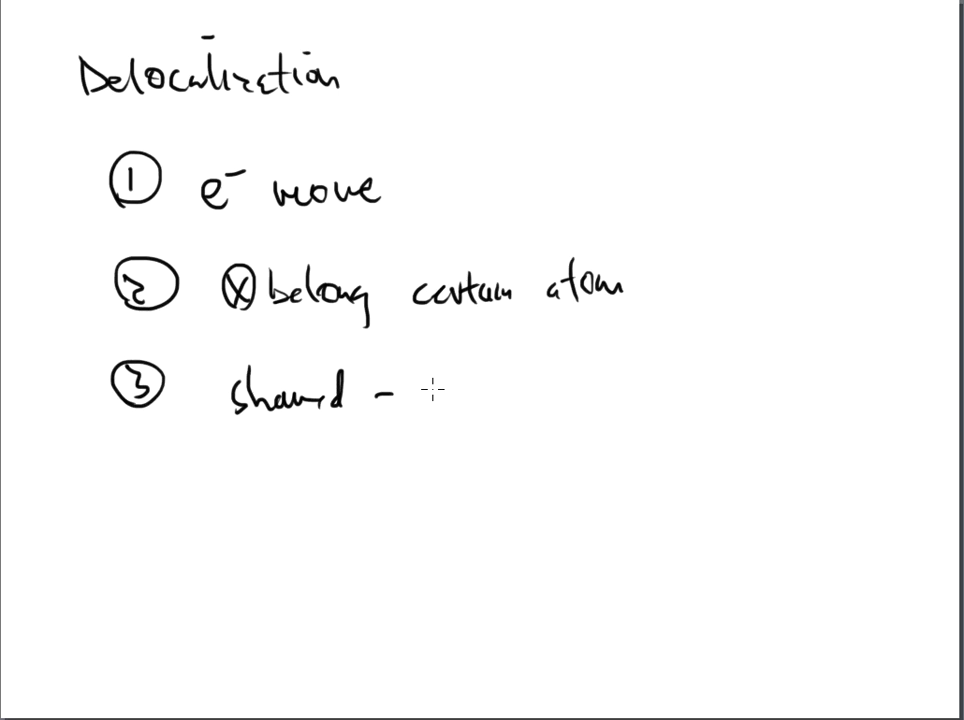 Delocalization
① e⁻ move
② ⓧ belong certain atom
③ shared -